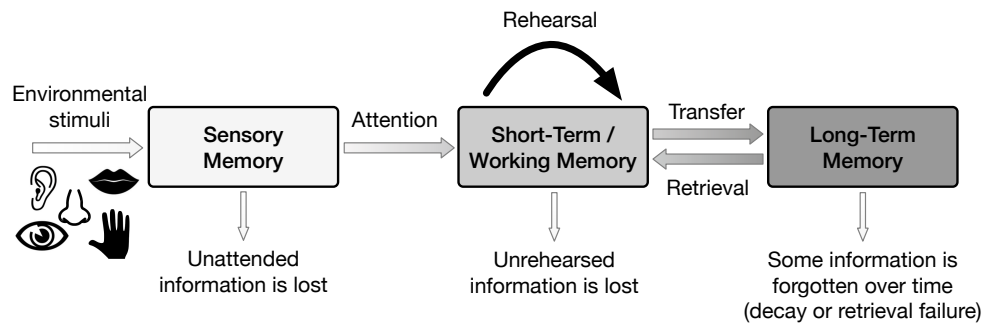 Rehearsal
Environmental
stimuli
Sensory
Memory
Attention
Short-Term /
Working Memory
Transfer
Retrieval
Long-Term
Memory
Unattended
information is lost
Unrehearsed
information is lost
Some information is
forgotten over time
(decay or retrieval failure)